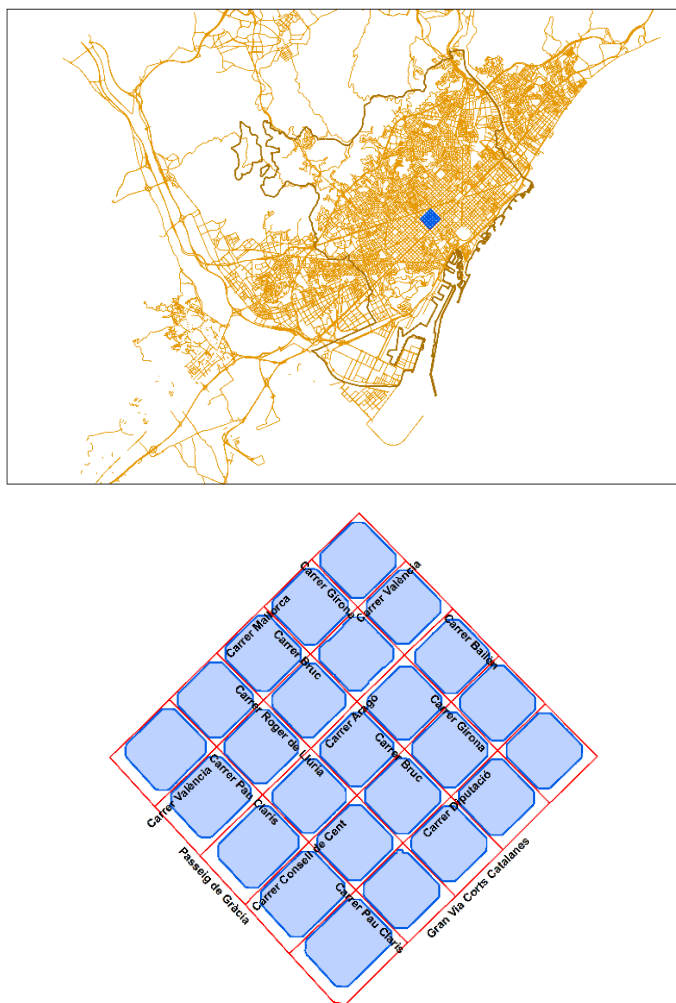 Carrer Girona
Carrer València
Carrer Mallorca
Carrer Bruc
Carrer Bailèn
Carrer Roger de Lluria
Carrer Aragó
Carrer Girona
Carrer València
Carrer Pau Claris
Carrer Bruc
Carrer Diputació
Passeig de Gràcia
Carrer Consell de Cent
Carrer Pau Claris
Gran Via Corts Catalanes